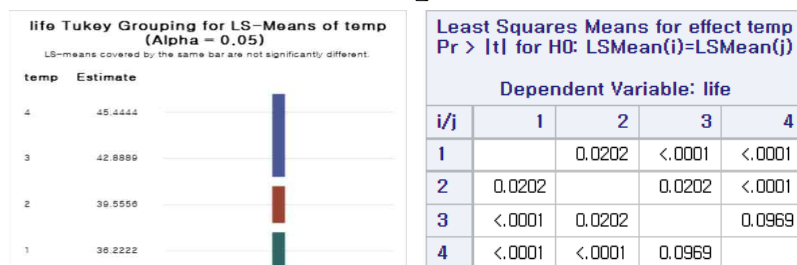 life Tukey Grouping for LS-Means of temp
(Alpha = 0.05)
LS-means covered by the same bar are not significantly different.
temp Estimate
4 45.4444
3 42.8889
2 39.5556
1 36.2222
Least Squares Means for effect temp
Pr > |t| for H0: LSMean(i)=LSMean(j)
Dependent Variable: life
i/j 1 2 3 4
1 0.0202 <.0001 <.0001
2 0.0202 0.0202 <.0001
3 <.0001 0.0202 0.0969
4 <.0001 <.0001 0.0969